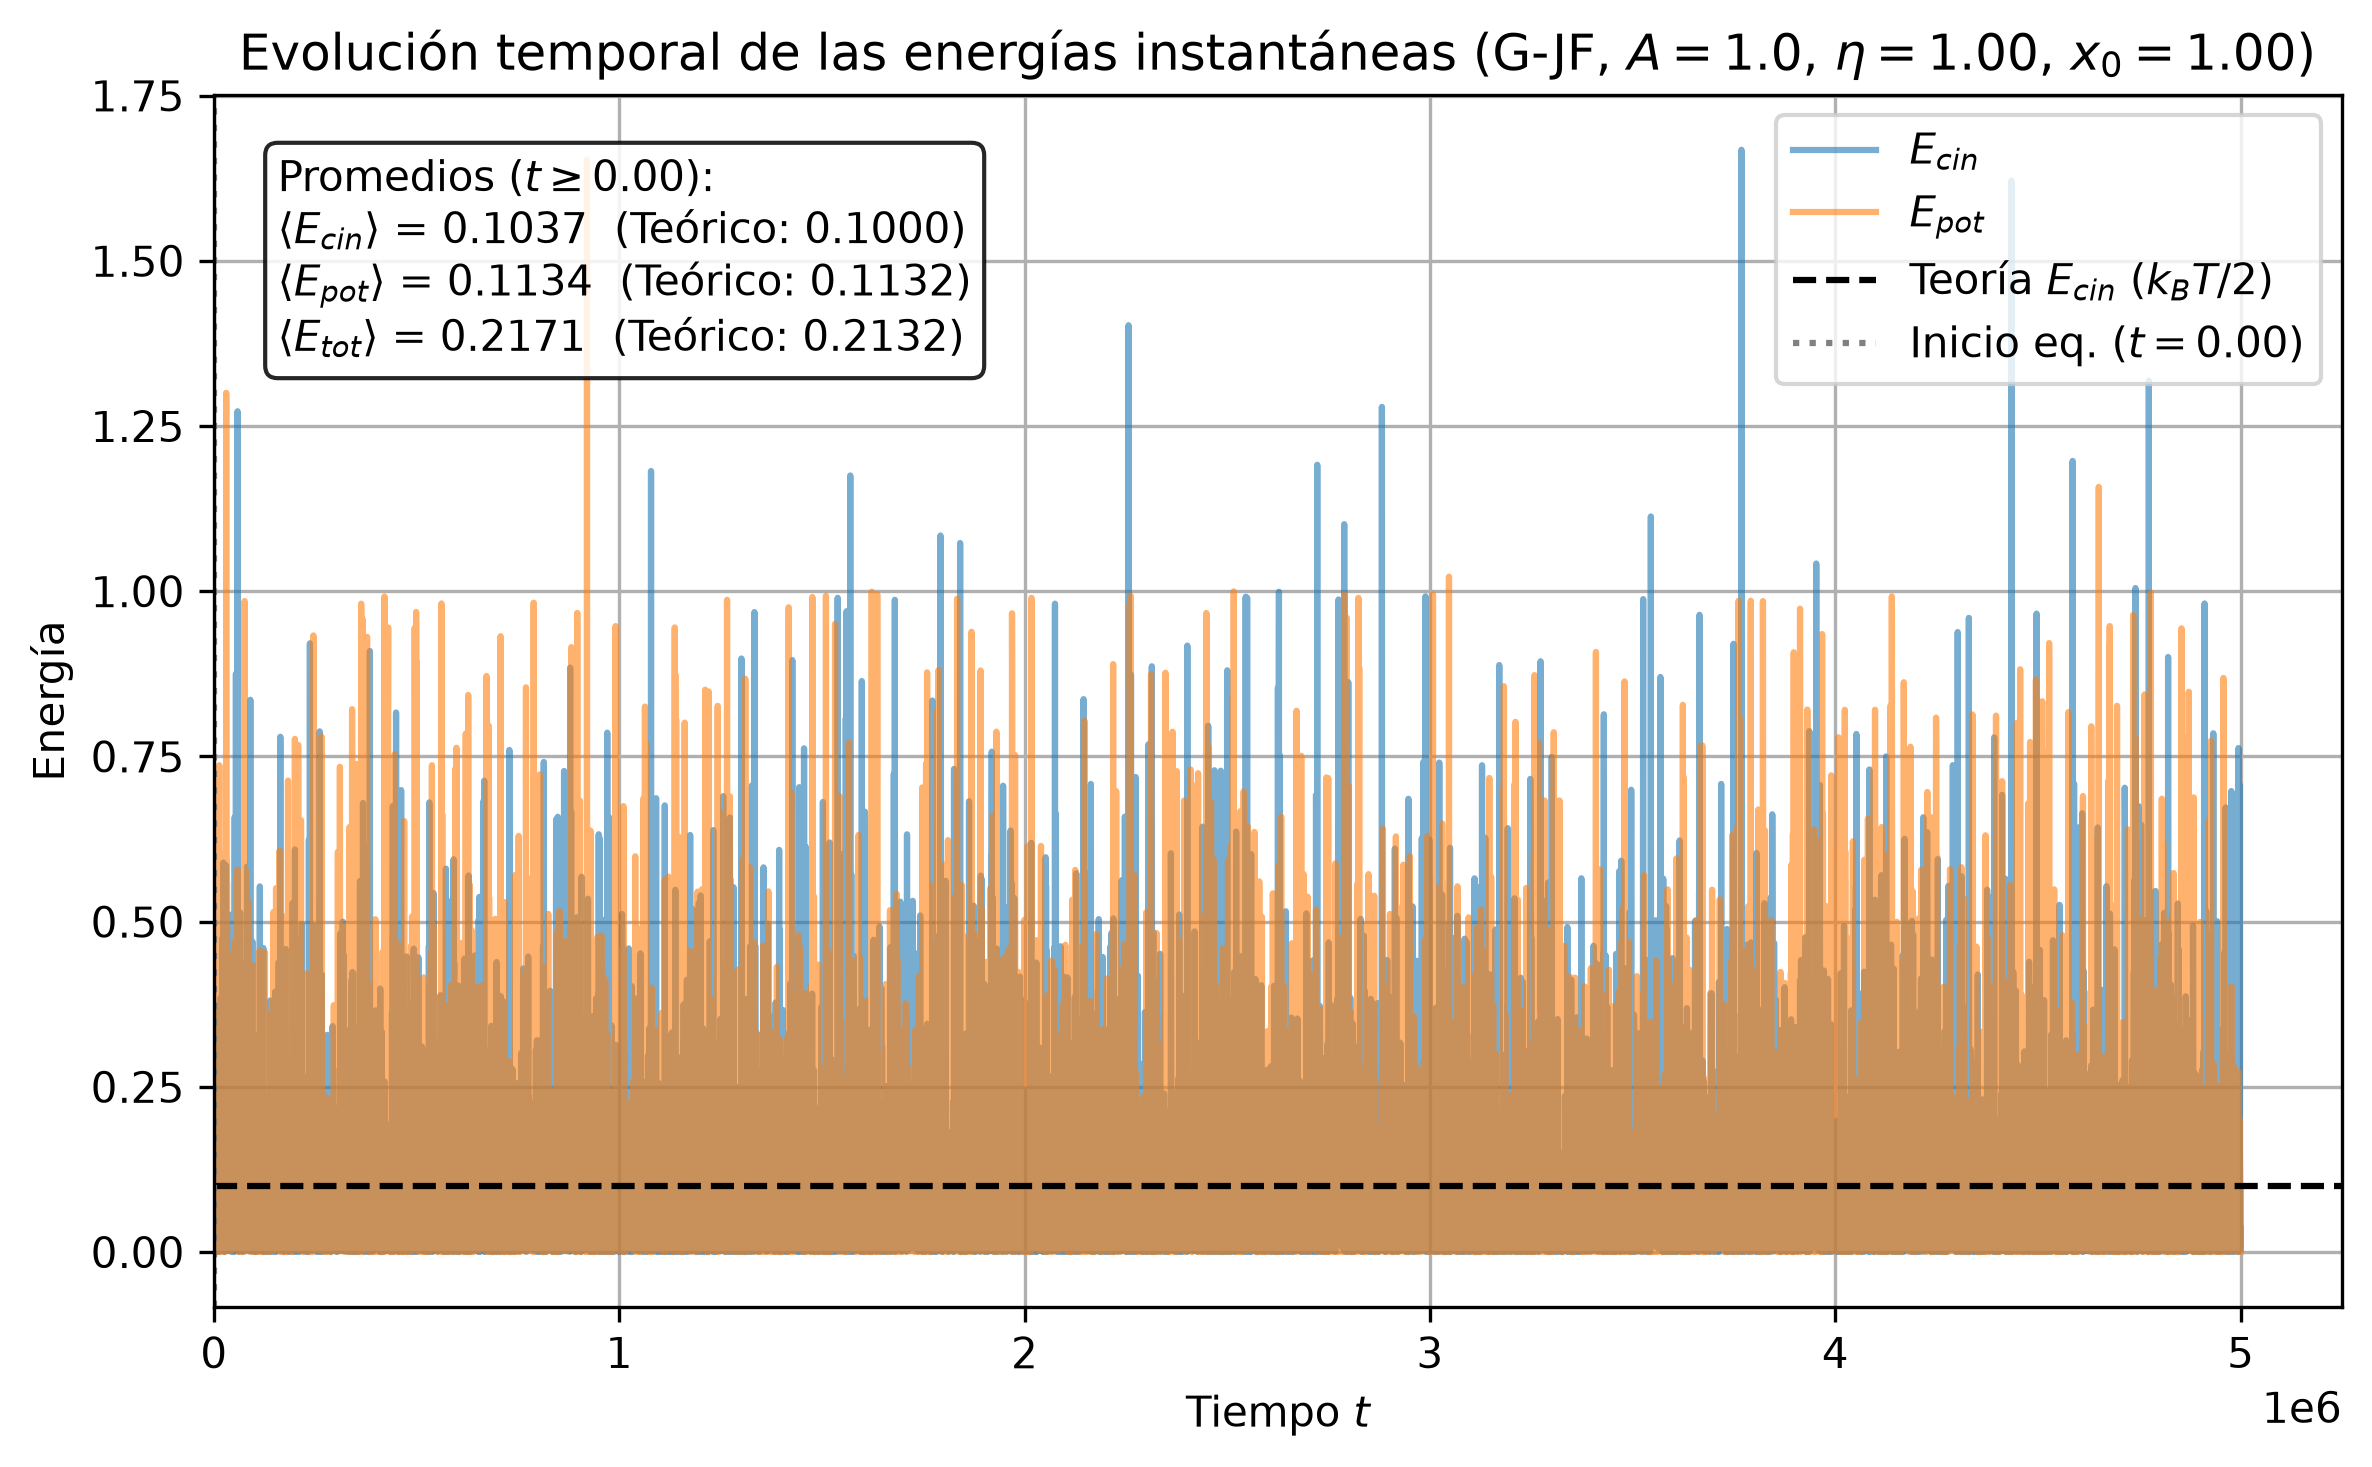 Evolución temporal de las energías instantáneas (G-JF, A = 1.0, η = 1.00, x₀ = 1.00)
Promedios (t ≥ 0.00):
⟨E_cin⟩ = 0.1037 (Teórico: 0.1000)
⟨E_pot⟩ = 0.1134 (Teórico: 0.1132)
⟨E_tot⟩ = 0.2171 (Teórico: 0.2132)
E_cin
E_pot
Teoría E_cin (k_BT/2)
Inicio eq. (t = 0.00)
Energía
1.75
1.50
1.25
1.00
0.75
0.50
0.25
0.00
0 1 2 3 4 5
1e6
Tiempo t